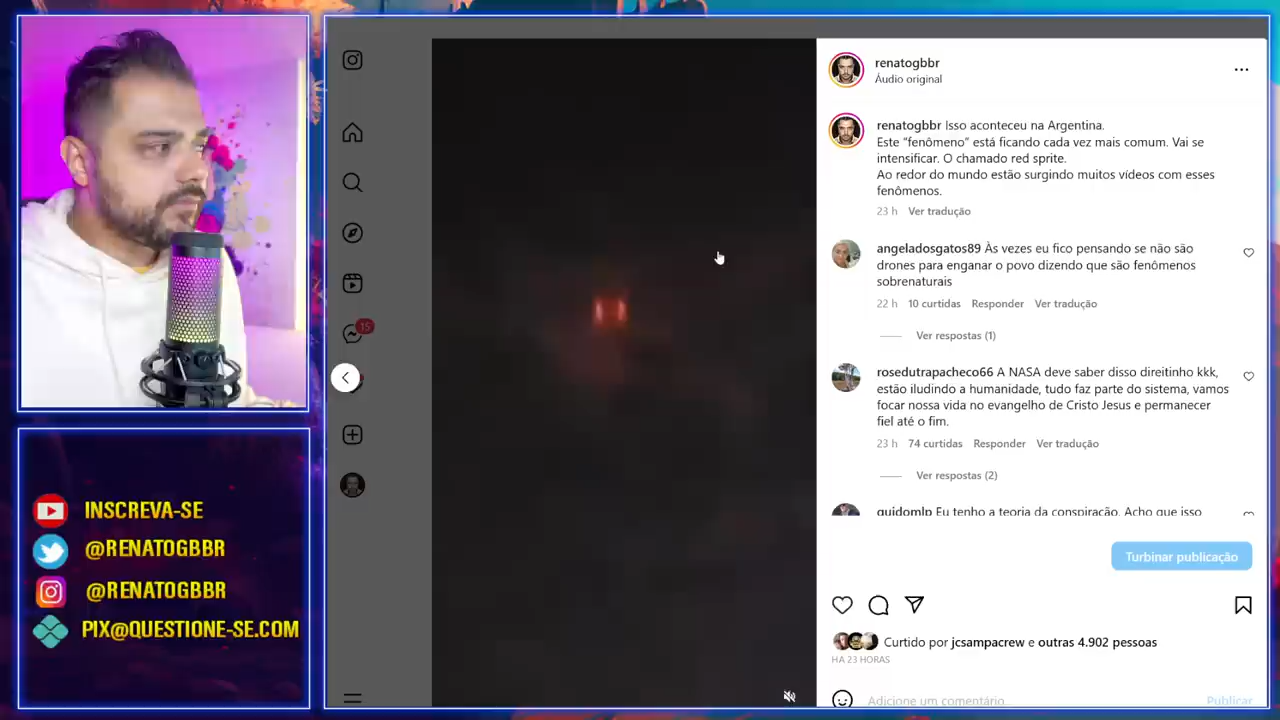 renatogbbr
Áudio original
renatogbbr Isso aconteceu na Argentina.
Este "fenômeno" está ficando cada vez mais comum. Vai se
intensificar. O chamado red sprite.
Ao redor do mundo estão surgindo muitos vídeos com esses
fenômenos.
23 h Ver tradução
angeladosgatos89 Às vezes eu fico pensando se não são
drones para enganar o povo dizendo que são fenômenos
sobrenaturais
22 h 10 curtidas Responder Ver tradução
Ver respostas (1)
rosedutrapacheco66 A NASA deve saber disso direitinho kkk,
estão iludindo a humanidade, tudo faz parte do sistema, vamos
focar nossa vida no evangelho de Cristo Jesus e permanecer
fiel até o fim.
23 h 74 curtidas Responder Ver tradução
Ver respostas (2)
guidomlp Eu tenho a teoria da conspiração. Acho que isso
Turbinar publicação
Curtido por jcsampacrew e outras 4.902 pessoas
HÁ 23 HORAS
Adicione um comentário...
Publicar
15
INSCREVA-SE
@RENATOGBBR
@RENATOGBBR
PIX@QUESTIONE-SE.COM